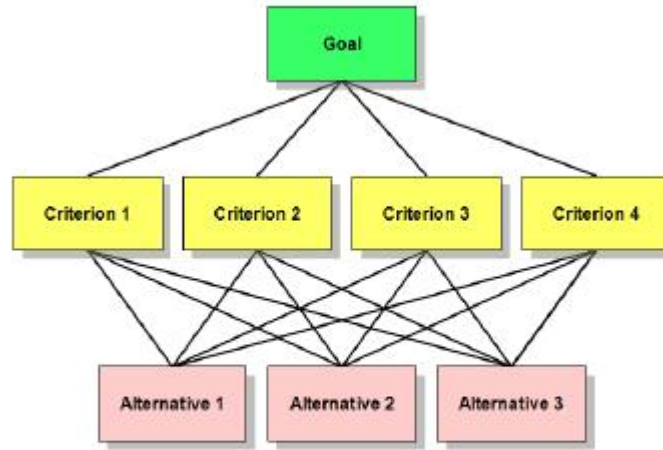 Goal
Criterion 1
Criterion 2
Criterion 3
Criterion 4
Alternative 1
Alternative 2
Alternative 3